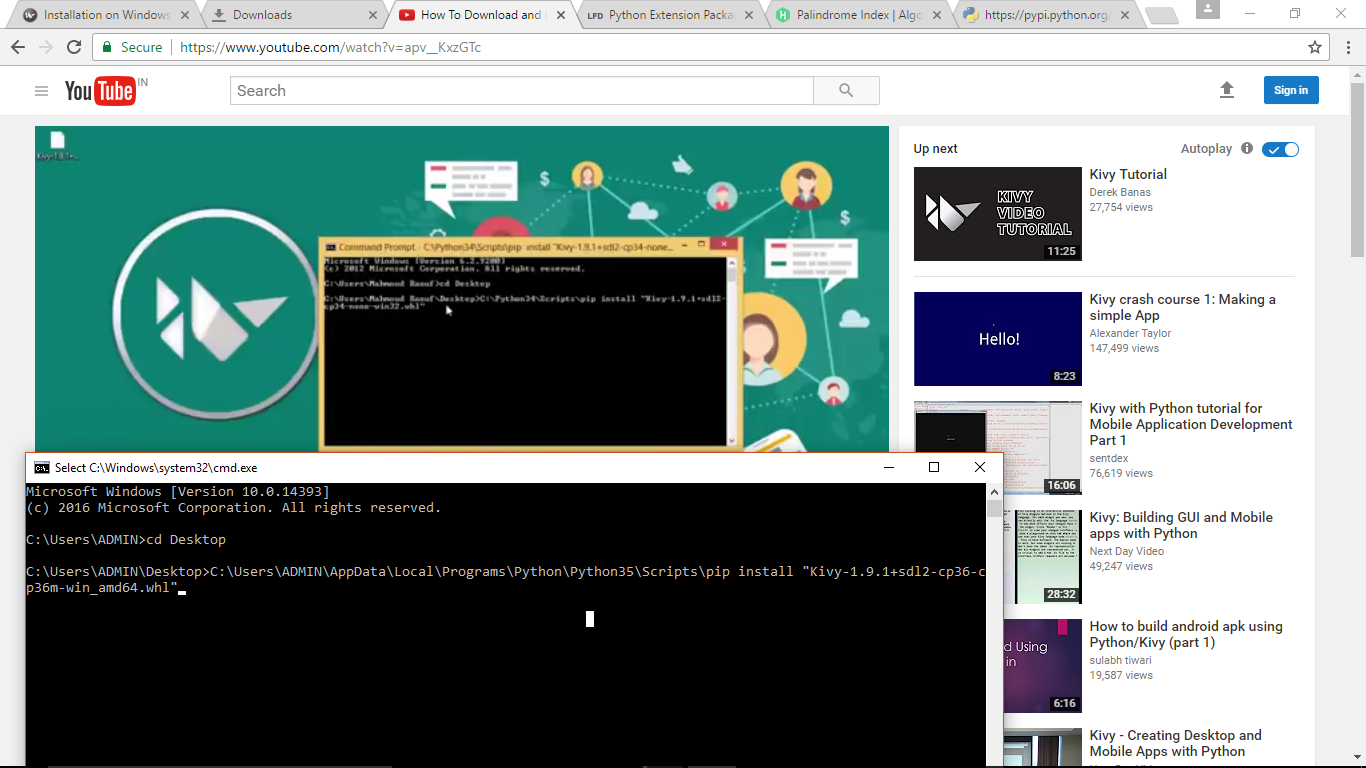 Installation on Windows
Downloads
How To Download and
LFD Python Extension Packa
Palindrome Index | Algo
https://pypi.python.org/
Secure
https://www.youtube.com/watch?v=apv__KxzGTc
YouTube IN
Search
Sign in
Kivy-1.9.1+...
Command Prompt - C:\Python34\Scripts\pip install "Kivy-1.9.1+sdl2-cp34-none...
Microsoft Windows [Version 6.2.9200]
(c) 2012 Microsoft Corporation. All rights reserved.
C:\Users\Mahmoud Raouf>cd Desktop
C:\Users\Mahmoud Raouf\Desktop>C:\Python34\Scripts\pip install "Kivy-1.9.1+sdl2-
cp34-none-win32.whl"
Up next
Autoplay
KIVY
VIDEO
TUTORIAL
11:25
Kivy Tutorial
Derek Banas
27,754 views
Hello!
8:23
Kivy crash course 1: Making a
simple App
Alexander Taylor
147,499 views
16:06
Kivy with Python tutorial for
Mobile Application Development
Part 1
sentdex
76,619 views
28:32
Kivy: Building GUI and Mobile
apps with Python
Next Day Video
49,247 views
d Using
in
6:16
How to build android apk using
Python/Kivy (part 1)
sulabh tiwari
19,587 views
Kivy - Creating Desktop and
Mobile Apps with Python
Select C:\Windows\system32\cmd.exe
Microsoft Windows [Version 10.0.14393]
(c) 2016 Microsoft Corporation. All rights reserved.
C:\Users\ADMIN>cd Desktop
C:\Users\ADMIN\Desktop>C:\Users\ADMIN\AppData\Local\Programs\Python\Python35\Scripts\pip install "Kivy-1.9.1+sdl2-cp36-c
p36m-win_amd64.whl"